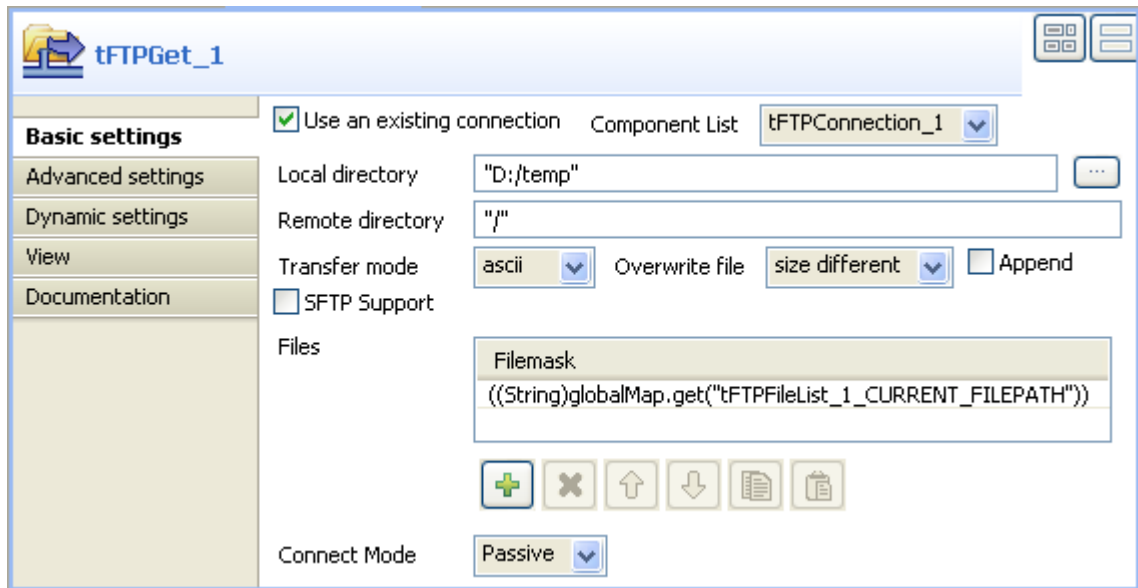 tFTPGet_1
Basic settings
Advanced settings
Dynamic settings
View
Documentation
Use an existing connection Component List tFTPConnection_1
Local directory "D:/temp" ...
Remote directory "/"
Transfer mode ascii Overwrite file size different Append
SFTP Support
Files
Filemask
((String)globalMap.get("tFTPFileList_1_CURRENT_FILEPATH"))
Connect Mode Passive